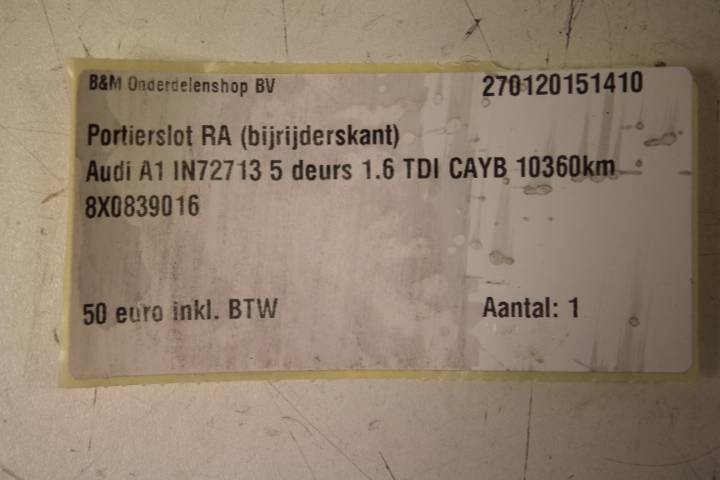 B&M Onderdelenshop BV 270120151410
Portierslot RA (bijrijderskant)
Audi A1 IN72713 5 deurs 1.6 TDI CAYB 10360km
8X0839016
50 euro inkl. BTW Aantal: 1